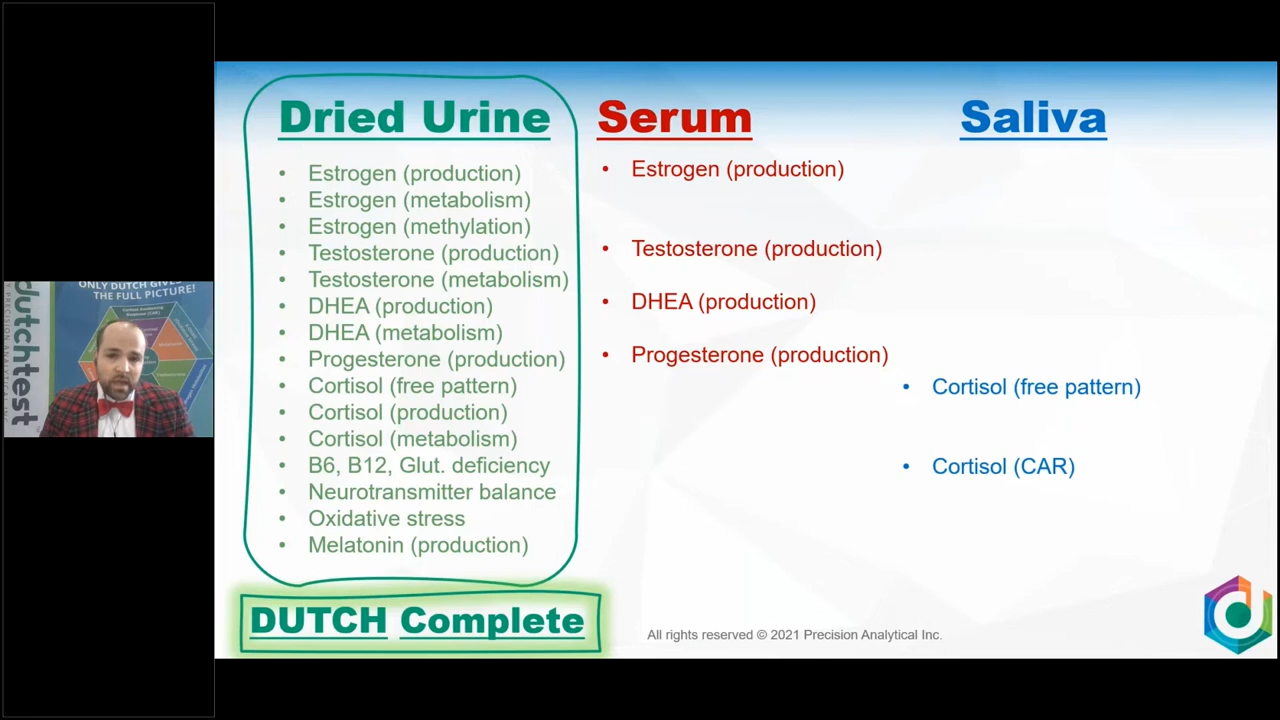 Dried Urine
• Estrogen (production)
• Estrogen (metabolism)
• Estrogen (methylation)
• Testosterone (production)
• Testosterone (metabolism)
• DHEA (production)
• DHEA (metabolism)
• Progesterone (production)
• Cortisol (free pattern)
• Cortisol (production)
• Cortisol (metabolism)
• B6, B12, Glut. deficiency
• Neurotransmitter balance
• Oxidative stress
• Melatonin (production)
DUTCH Complete
Serum
• Estrogen (production)
• Testosterone (production)
• DHEA (production)
• Progesterone (production)
Saliva
• Cortisol (free pattern)
• Cortisol (CAR)
All rights reserved © 2021 Precision Analytical Inc.
ONLY DUTCH GIVES
THE FULL PICTURE!
dutchtest